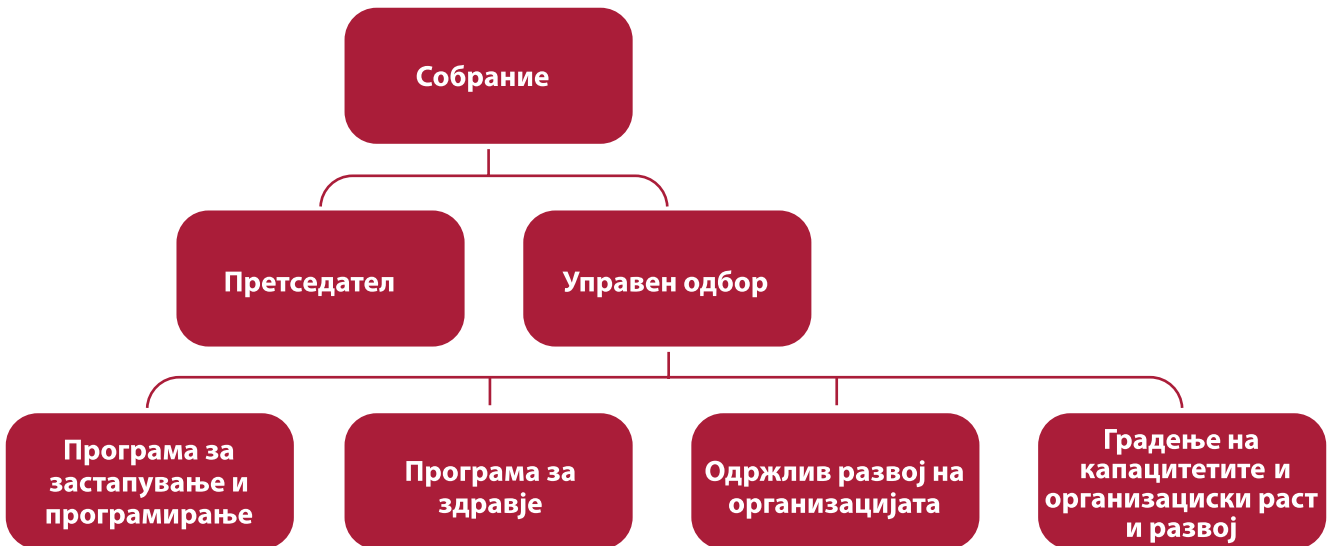 Собрание
Претседател
Управен одбор
Програма за
застапување и
програмирање
Програма за
здравје
Одржлив развој на
организацијата
Градење на
капацитетите и
организациски раст
и развој